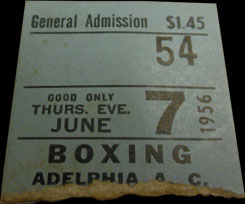 General Admission $1.45
54
GOOD ONLY
THURS. EVE.
JUNE 7 1956
BOXING
ADELPHIA A. C.